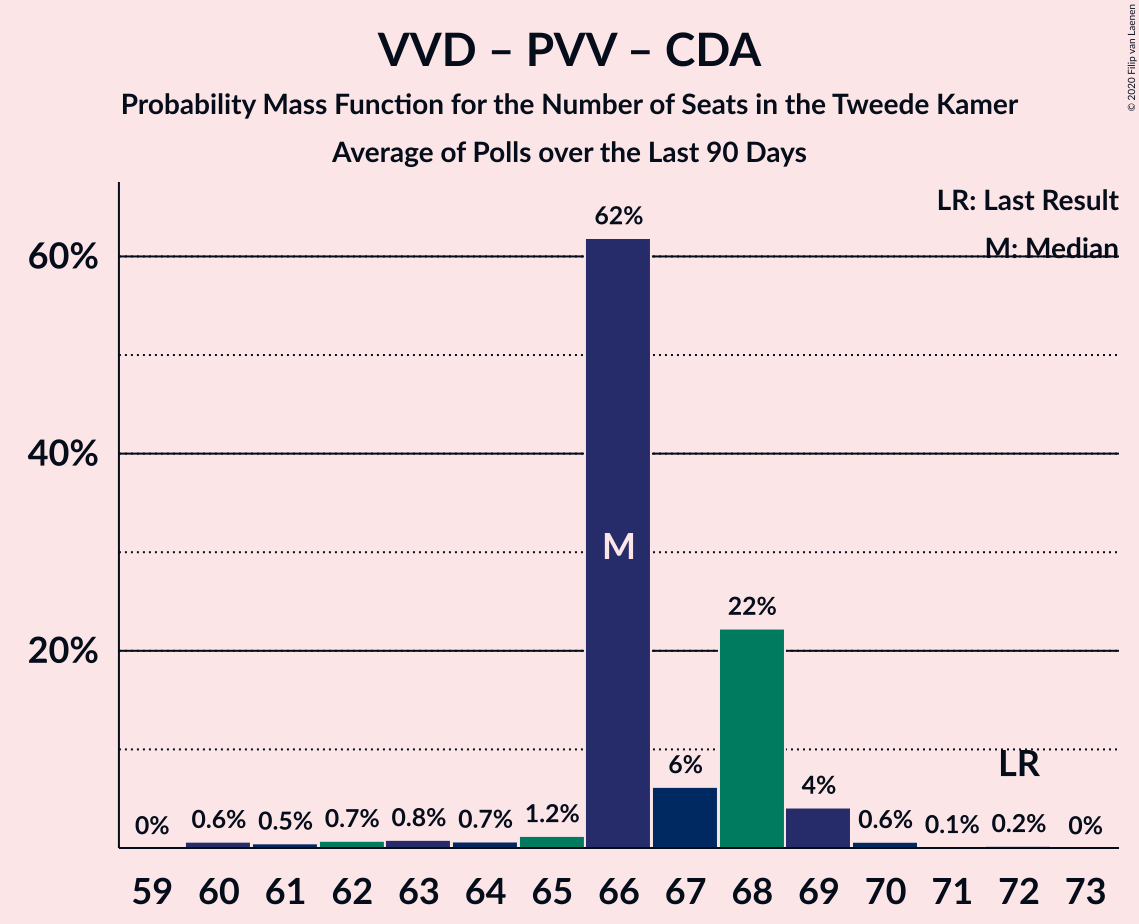 VVD – PVV – CDA
Probability Mass Function for the Number of Seats in the Tweede Kamer
Average of Polls over the Last 90 Days
© 2020 Filip van Laenen
LR: Last Result
M: Median
60%
40%
20%
0%
0.6%
0.5%
0.7%
0.8%
0.7%
1.2%
62%
M
6%
22%
4%
0.6%
0.1%
LR
0.2%
0%
59 60 61 62 63 64 65 66 67 68 69 70 71 72 73